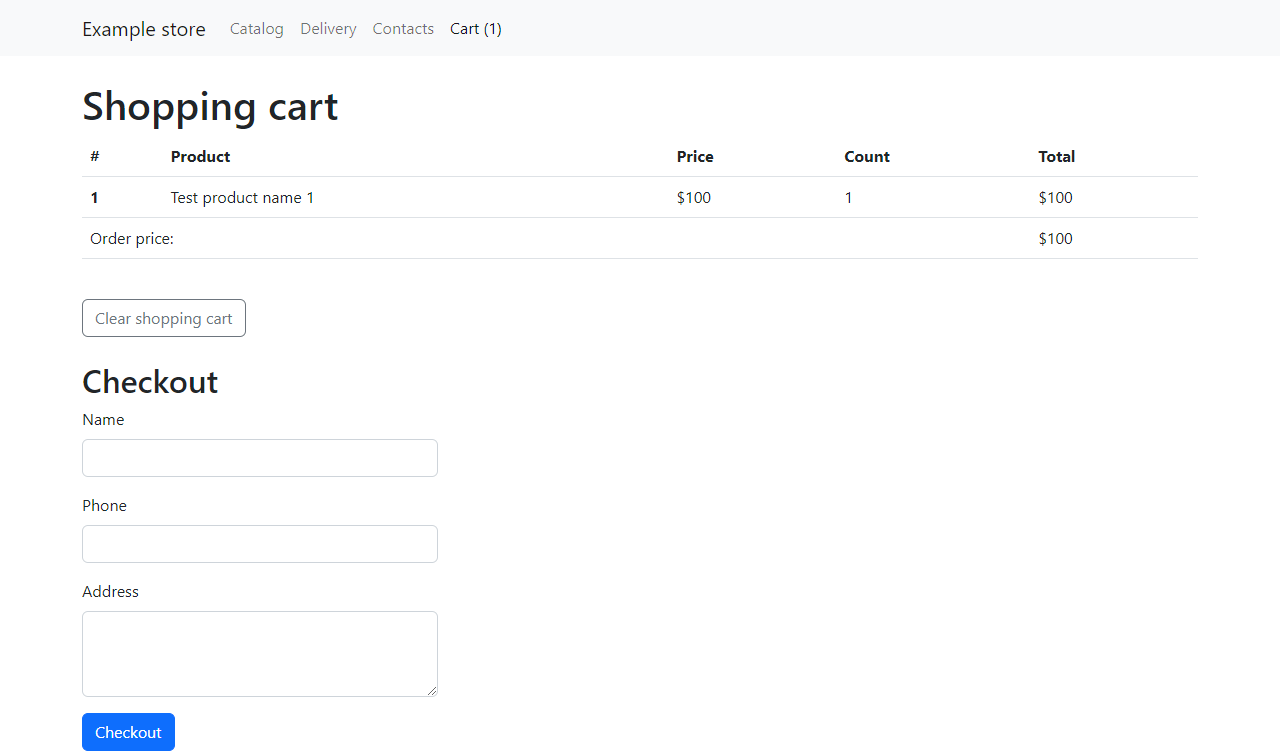 Example store Catalog Delivery Contacts Cart (1)
Shopping cart
# Product Price Count Total
1 Test product name 1 $100 1 $100
Order price: $100
Clear shopping cart
Checkout
Name
Phone
Address
Checkout